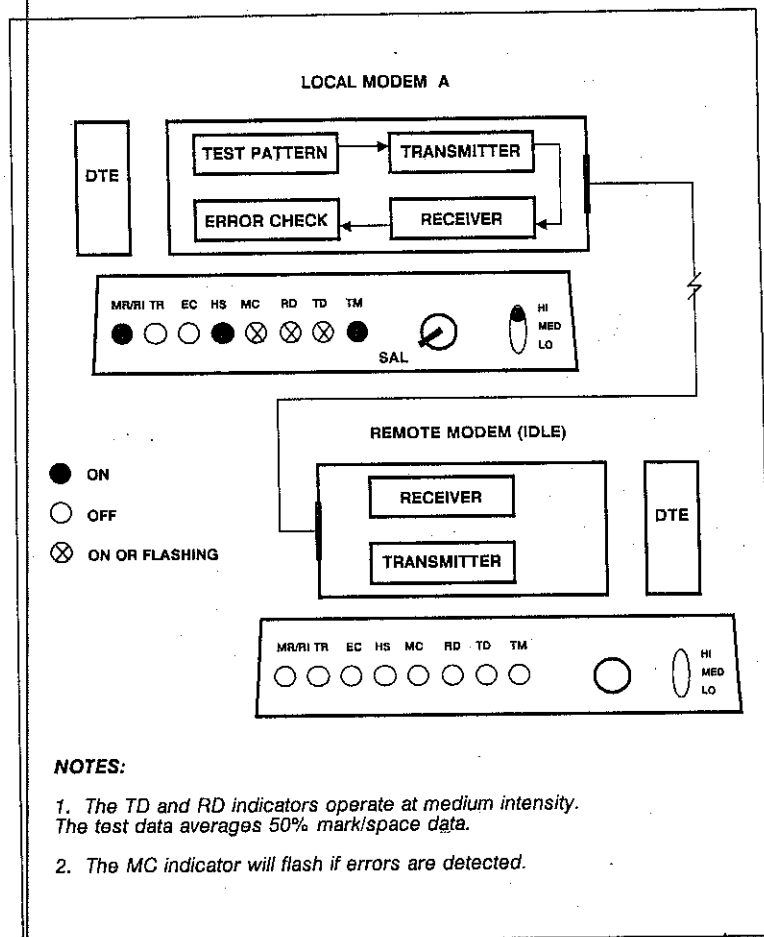 LOCAL MODEM A
DTE
TEST PATTERN
TRANSMITTER
ERROR CHECK
RECEIVER
MR/RI TR EC HS MC RD TD TM
SAL
HI
MED
LO
REMOTE MODEM (IDLE)
ON
OFF
ON OR FLASHING
RECEIVER
TRANSMITTER
DTE
MR/RI TR EC HS MC RD TD TM
HI
MED
LO
NOTES:
1. The TD and RD indicators operate at medium intensity.
The test data averages 50% mark/space data.
2. The MC indicator will flash if errors are detected.